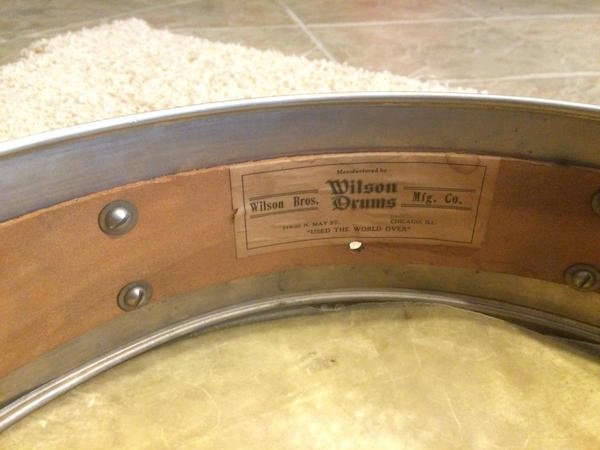 Manufactured by
Wilson Bros. Wilson Drums Mfg. Co.
N. MAY ST. CHICAGO, ILL.
"USED THE WORLD OVER"